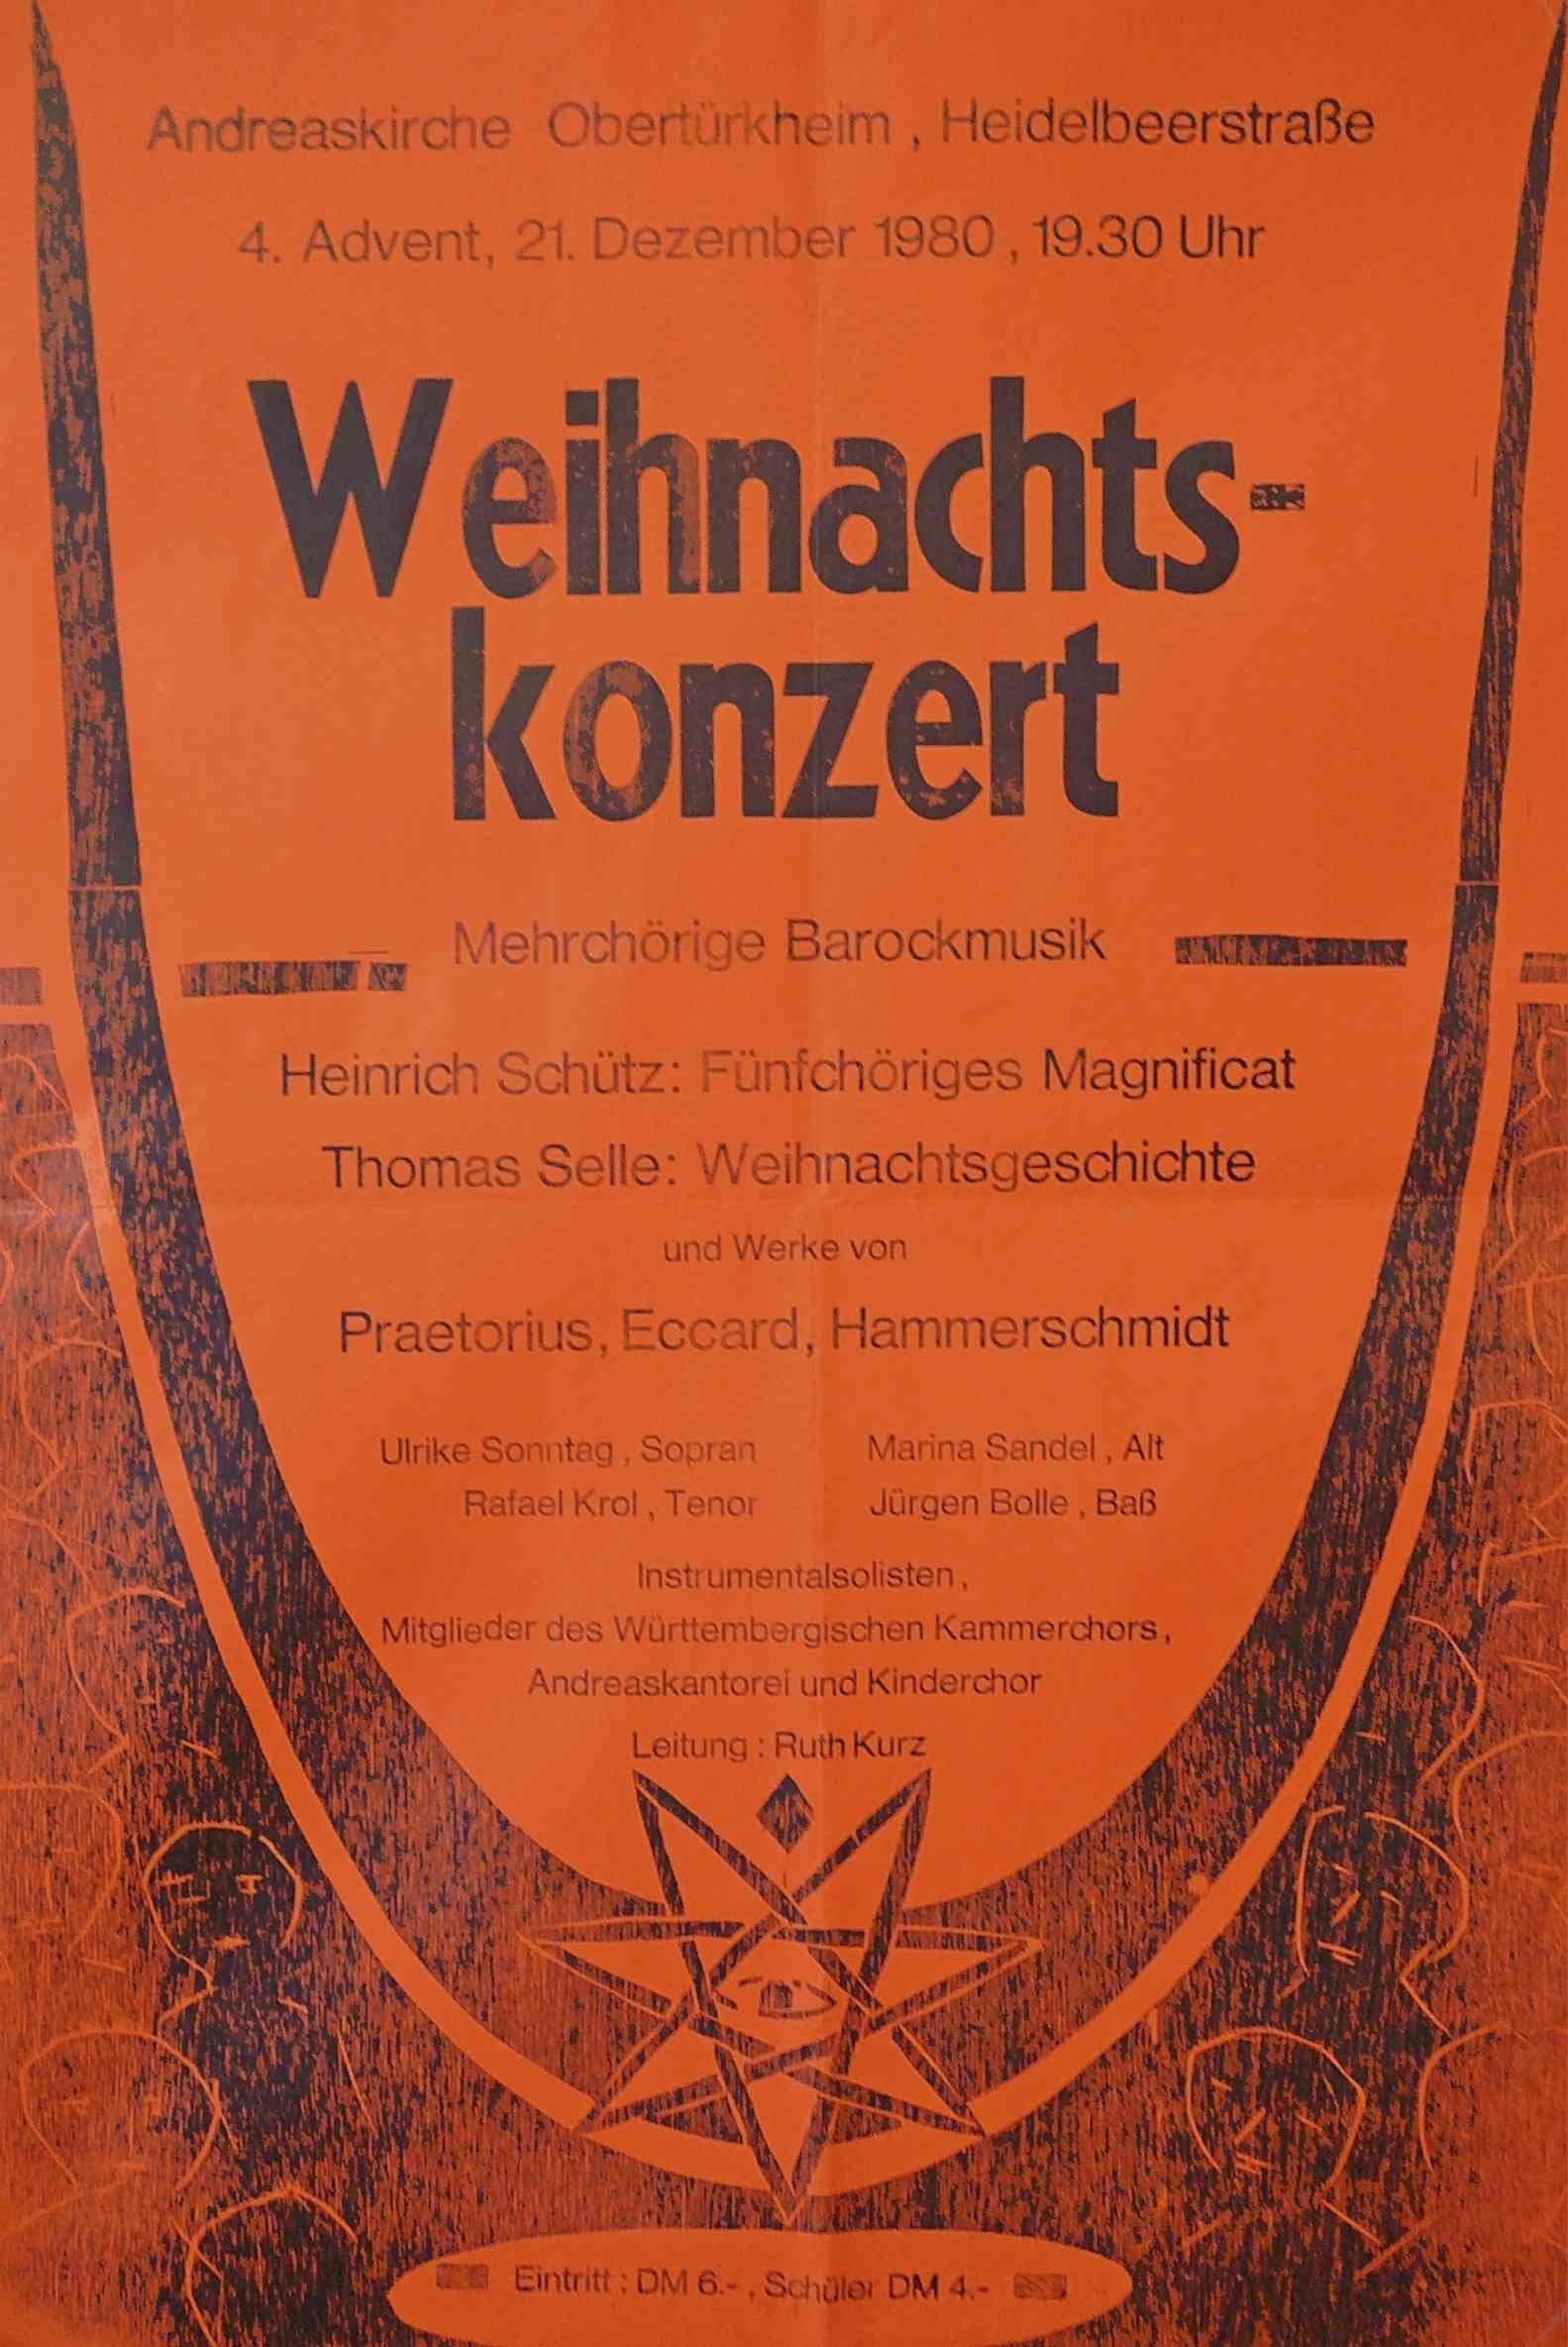 Andreaskirche Obertürkheim, Heidelbeerstraße
4. Advent, 21. Dezember 1980, 19.30 Uhr
Weihnachts-
konzert
Mehrchörige Barockmusik
Heinrich Schütz: Fünfchöriges Magnificat
Thomas Selle: Weihnachtsgeschichte
und Werke von
Praetorius, Eccard, Hammerschmidt
Ulrike Sonntag, Sopran Marina Sandel, Alt
Rafael Krol, Tenor Jürgen Bolle, Baß
Instrumentalsolisten,
Mitglieder des Württembergischen Kammerchors,
Andreaskantorei und Kinderchor
Leitung: Ruth Kurz
Eintritt: DM 6.-, Schüler DM 4.-